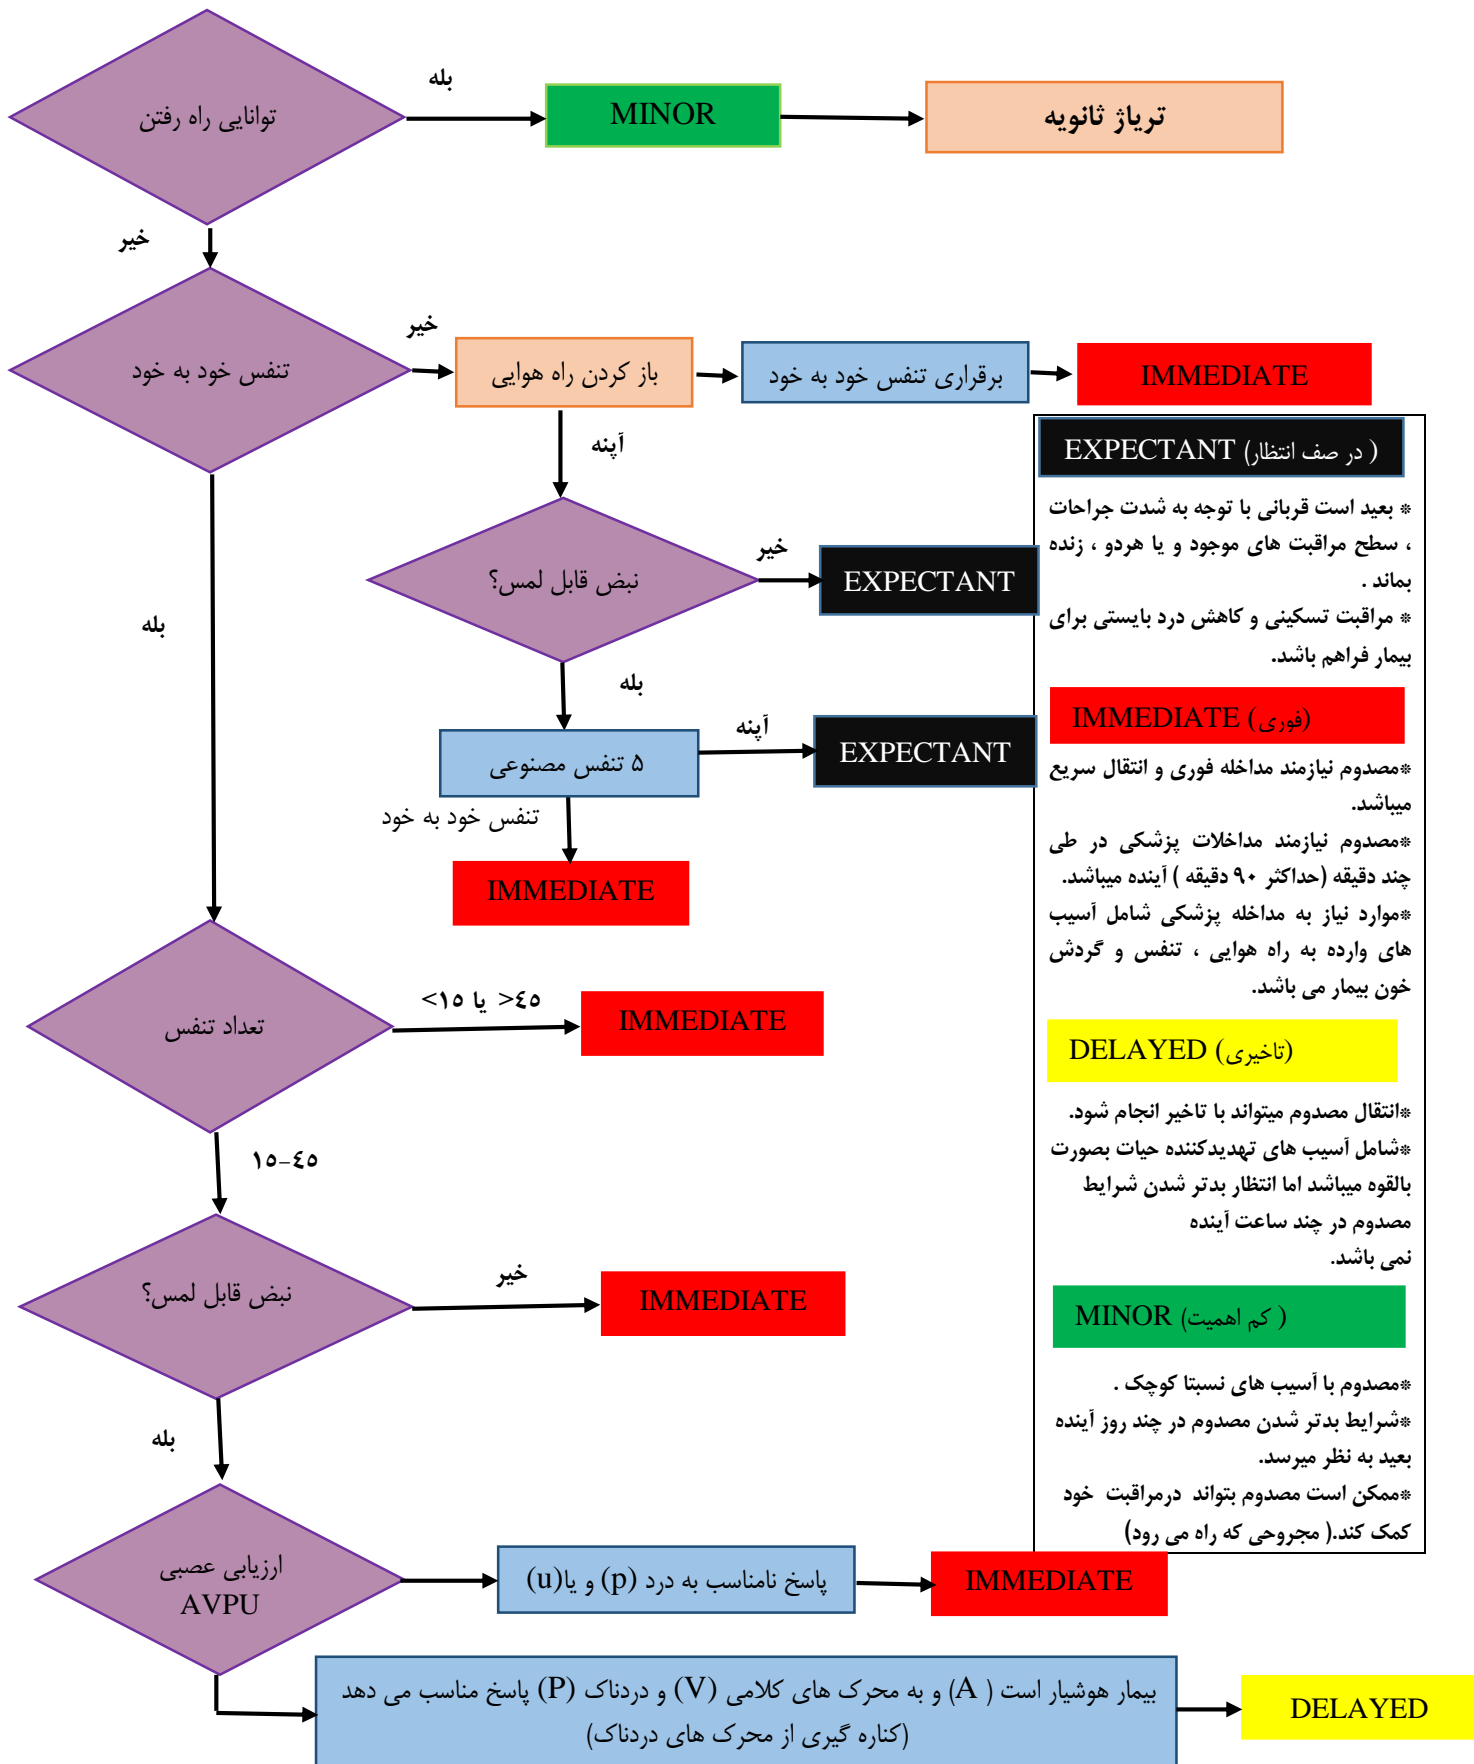 توانایی راه رفتن
بله
MINOR
تریاژ ثانویه
خیر
تنفس خود به خود
خیر
باز کردن راه هوایی
برقراری تنفس خود به خود
IMMEDIATE
آپنه
نبض قابل لمس؟
خیر
EXPECTANT
بله
بله
۵ تنفس مصنوعی
آپنه
EXPECTANT
تنفس خود به خود
IMMEDIATE
تعداد تنفس
<۱۵ یا >٤٥
IMMEDIATE
۱٥-٤٥
نبض قابل لمس؟
خیر
IMMEDIATE
بله
ارزیابی عصبی
AVPU
پاسخ نامناسب به درد (p) و یا(u)
IMMEDIATE
بیمار هوشیار است ( A) و به محرک های کلامی (V) و دردناک (P) پاسخ مناسب می دهد
(کناره گیری از محرک های دردناک)
DELAYED
EXPECTANT (در صف انتظار )
* بعید است قربانی با توجه به شدت جراحات
، سطح مراقبت های موجود و یا هردو ، زنده
بماند .
* مراقبت تسکینی و کاهش درد بایستی برای
بیمار فراهم باشد.
IMMEDIATE (فوری)
*مصدوم نیازمند مداخله فوری و انتقال سریع
میباشد.
*مصدوم نیازمند مداخلات پزشکی در طی
چند دقیقه (حداکثر ۹۰ دقیقه ) آینده میباشد.
*موارد نیاز به مداخله پزشکی شامل آسیب
های وارده به راه هوایی ، تنفس و گردش
خون بیمار می باشد.
DELAYED (تاخیری)
*انتقال مصدوم میتواند با تاخیر انجام شود.
*شامل آسیب های تهدیدکننده حیات بصورت
بالقوه میباشد اما انتظار بدتر شدن شرایط
مصدوم در چند ساعت آینده
نمی باشد.
MINOR (کم اهمیت )
*مصدوم با آسیب های نسبتا کوچک .
*شرایط بدتر شدن مصدوم در چند روز آینده
بعید به نظر میرسد.
*ممکن است مصدوم بتواند درمراقبت خود
کمک کند.( مجروحی که راه می رود)